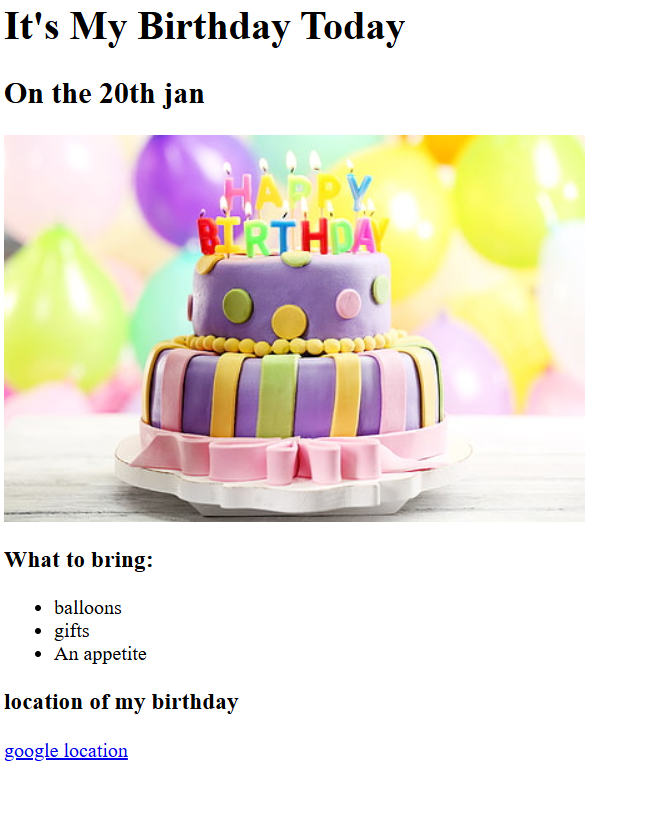 It's My Birthday Today
On the 20th jan
HAPPY
BIRTHDAY
What to bring:
balloons
gifts
An appetite
location of my birthday
google location